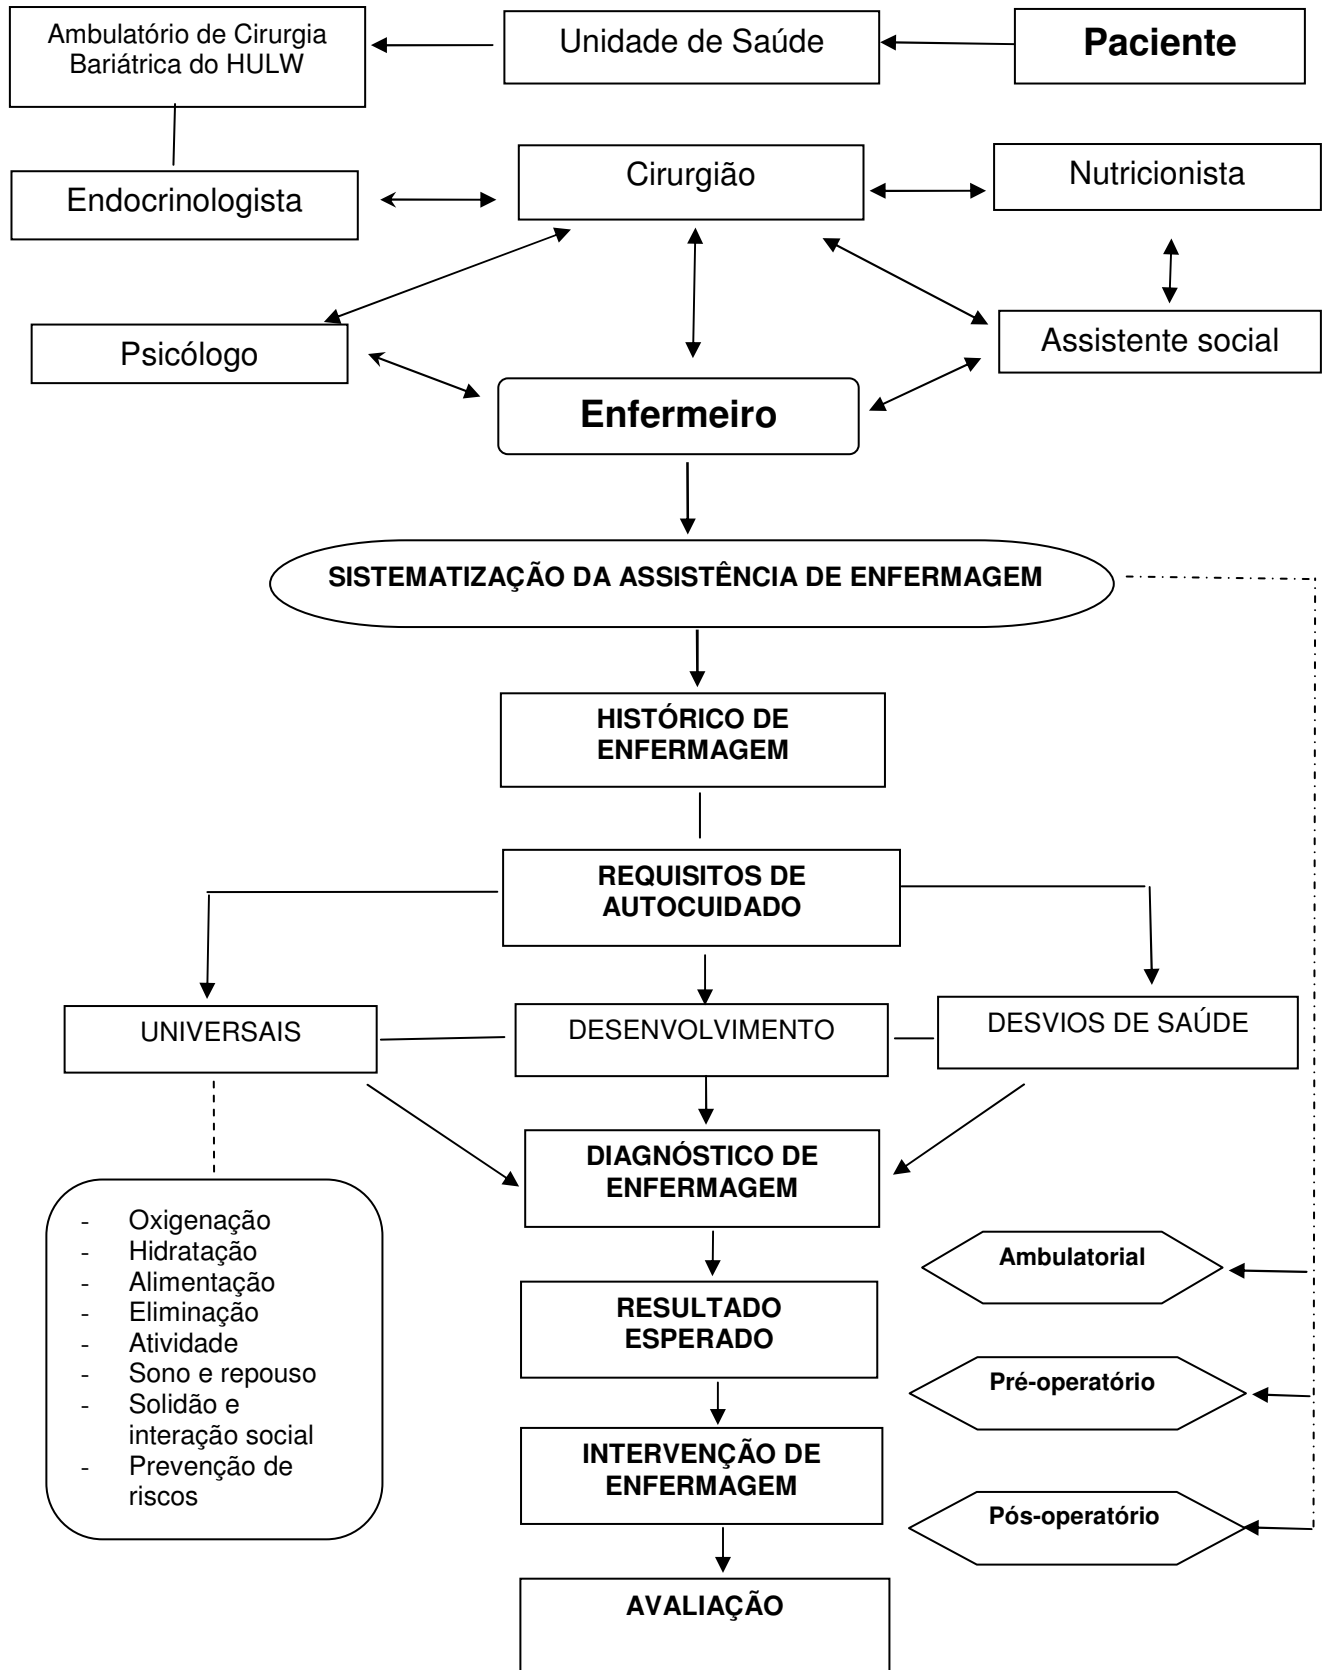 Ambulatório de Cirurgia
Bariátrica do HULW
Unidade de Saúde
Paciente
Endocrinologista
Cirurgião
Nutricionista
Psicólogo
Assistente social
Enfermeiro
SISTEMATIZAÇÃO DA ASSISTÊNCIA DE ENFERMAGEM
HISTÓRICO DE
ENFERMAGEM
REQUISITOS DE
AUTOCUIDADO
UNIVERSAIS
DESENVOLVIMENTO
DESVIOS DE SAÚDE
DIAGNÓSTICO DE
ENFERMAGEM
- Oxigenação
- Hidratação
- Alimentação
- Eliminação
- Atividade
- Sono e repouso
- Solidão e
interação social
- Prevenção de
riscos
Ambulatorial
RESULTADO
ESPERADO
Pré-operatório
INTERVENÇÃO DE
ENFERMAGEM
Pós-operatório
AVALIAÇÃO